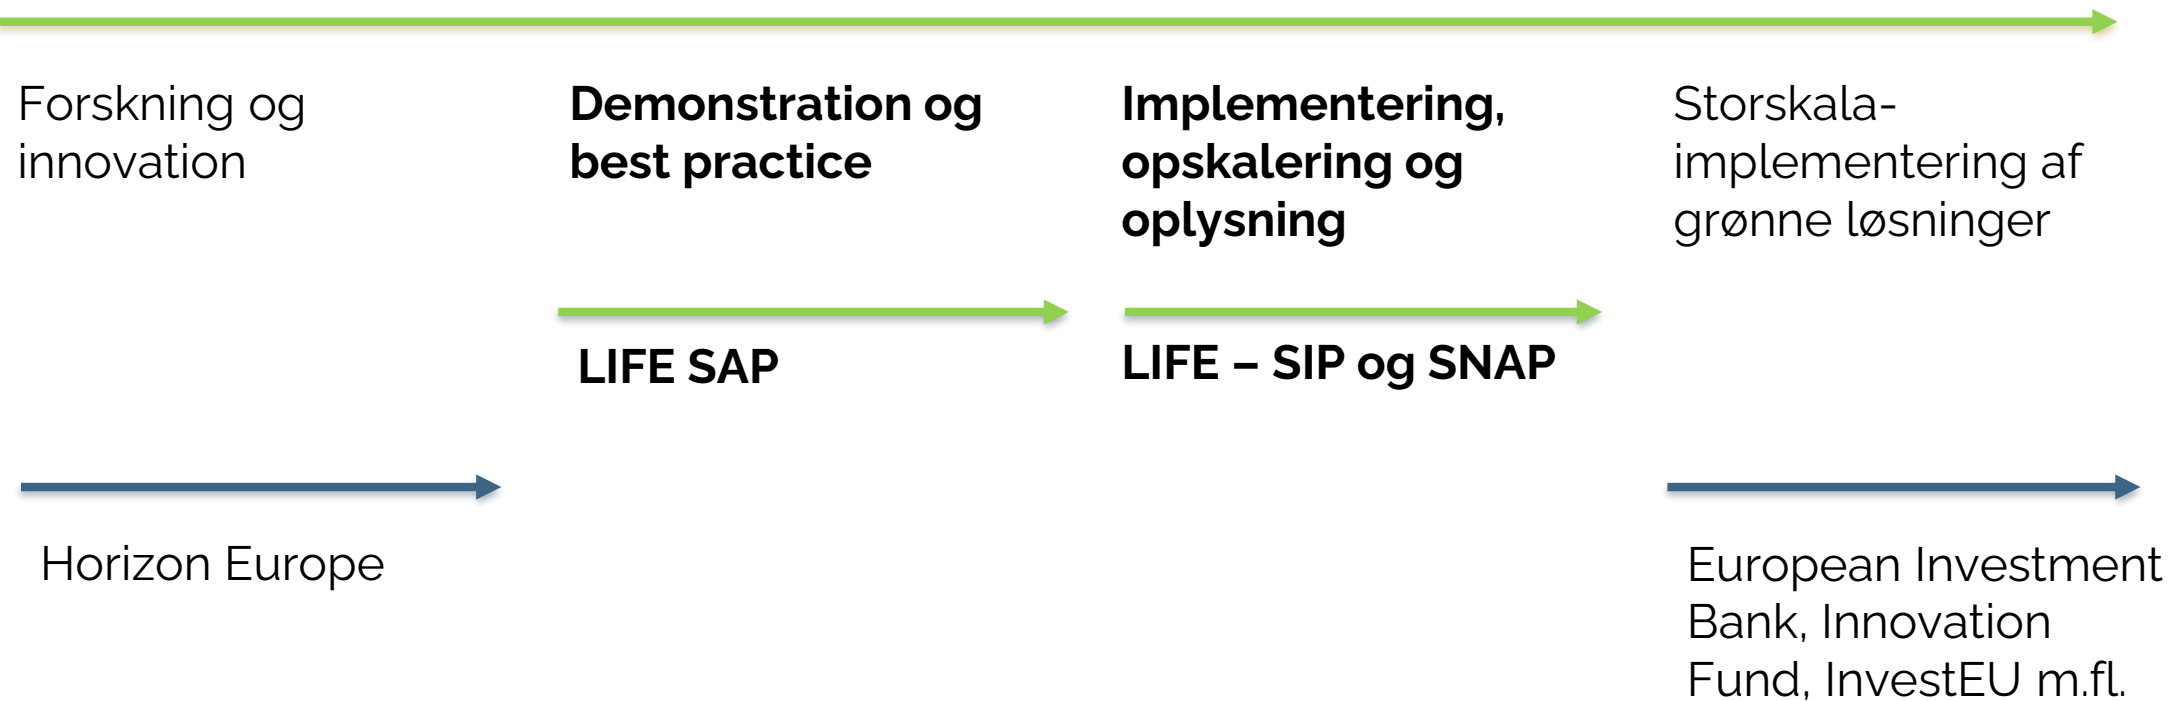 Forskning og
innovation
Demonstration og
best practice
Implementering,
opskalering og
oplysning
Storskala-
implementering af
grønne løsninger
LIFE SAP
LIFE – SIP og SNAP
Horizon Europe
European Investment
Bank, Innovation
Fund, InvestEU m.fl.